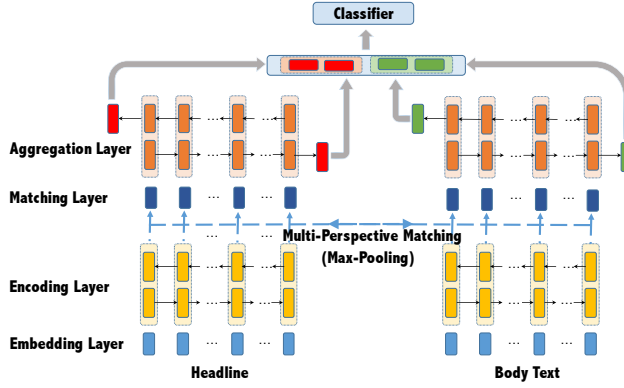 Classifier
Aggregation Layer
Matching Layer
Multi-Perspective Matching
(Max-Pooling)
Encoding Layer
Embedding Layer
Headline
Body Text